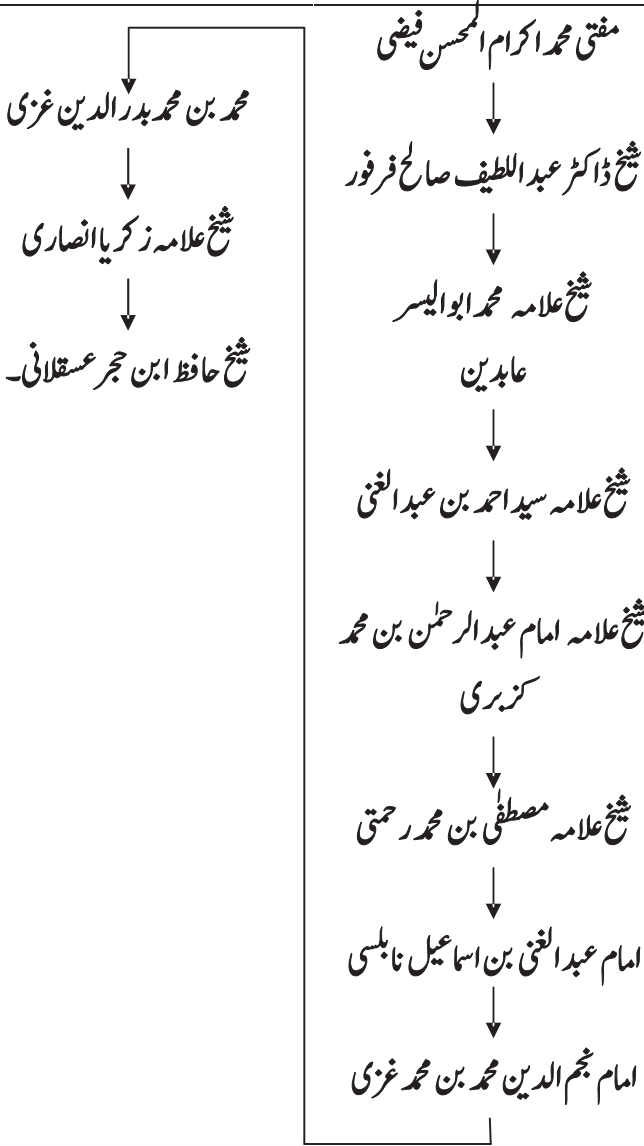 مفتی محمد اکرام المحسن فیضی
شیخ ڈاکٹر عبد اللطیف صالح فرفور
شیخ علامہ محمد ابو الیسر
عابدین
شیخ علامہ سید احمد بن عبد الغنی
شیخ علامہ امام عبد الرحمٰن بن محمد
کزبری
شیخ علامہ مصطفٰی بن محمد رحمتی
امام عبد الغنی بن اسماعیل نابلسی
امام نجم الدین محمد بن محمد غزی
محمد بن محمد بدر الدین غزی
شیخ علامہ زکریا انصاری
شیخ حافظ ابن حجر عسقلانی۔